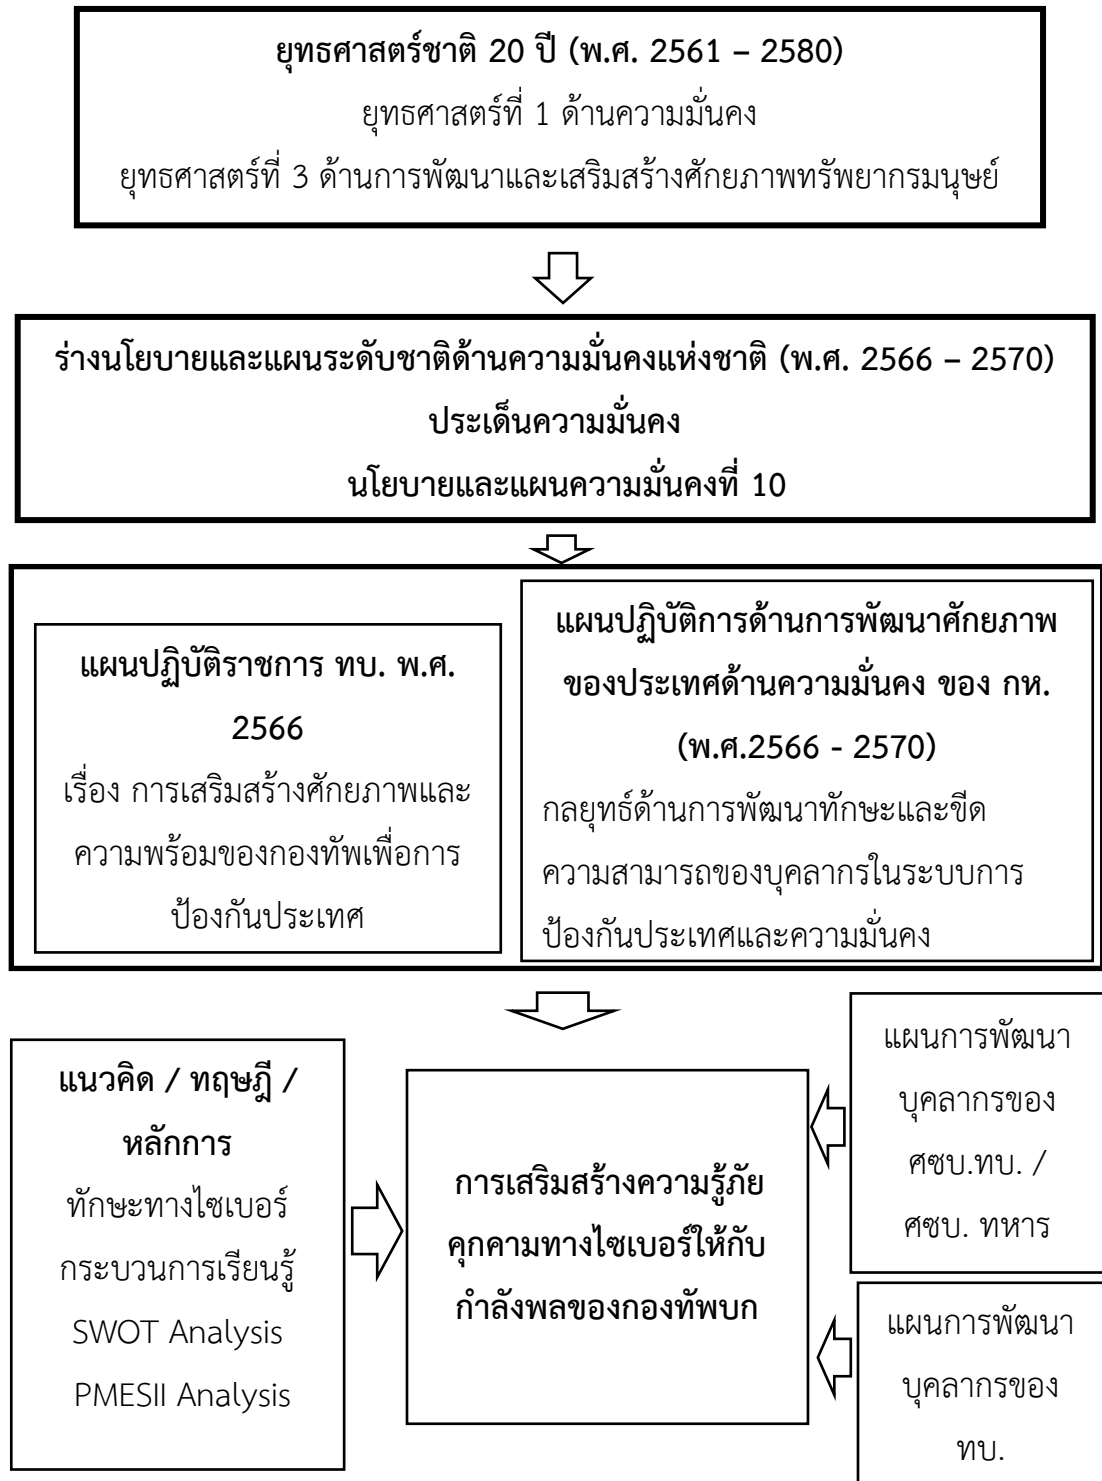 ยุทธศาสตร์ชาติ 20 ปี (พ.ศ. 2561 – 2580)
ยุทธศาสตร์ที่ 1 ด้านความมั่นคง
ยุทธศาสตร์ที่ 3 ด้านการพัฒนาและเสริมสร้างศักยภาพทรัพยากรมนุษย์
ร่างนโยบายและแผนระดับชาติด้านความมั่นคงแห่งชาติ (พ.ศ. 2566 – 2570)
ประเด็นความมั่นคง
นโยบายและแผนความมั่นคงที่ 10
แผนปฏิบัติราชการ ทบ. พ.ศ.
2566
เรื่อง การเสริมสร้างศักยภาพและ
ความพร้อมของกองทัพเพื่อการ
ป้องกันประเทศ
แผนปฏิบัติการด้านการพัฒนาศักยภาพ
ของประเทศด้านความมั่นคง ของ กห.
(พ.ศ.2566 - 2570)
กลยุทธ์ด้านการพัฒนาทักษะและขีด
ความสามารถของบุคลากรในระบบการ
ป้องกันประเทศและความมั่นคง
แนวคิด / ทฤษฎี /
หลักการ
ทักษะทางไซเบอร์
กระบวนการเรียนรู้
SWOT Analysis
PMESII Analysis
การเสริมสร้างความรู้ภัย
คุกคามทางไซเบอร์ให้กับ
กำลังพลของกองทัพบก
แผนการพัฒนา
บุคลากรของ
ศซบ.ทบ. /
ศซบ. ทหาร
แผนการพัฒนา
บุคลากรของ
ทบ.